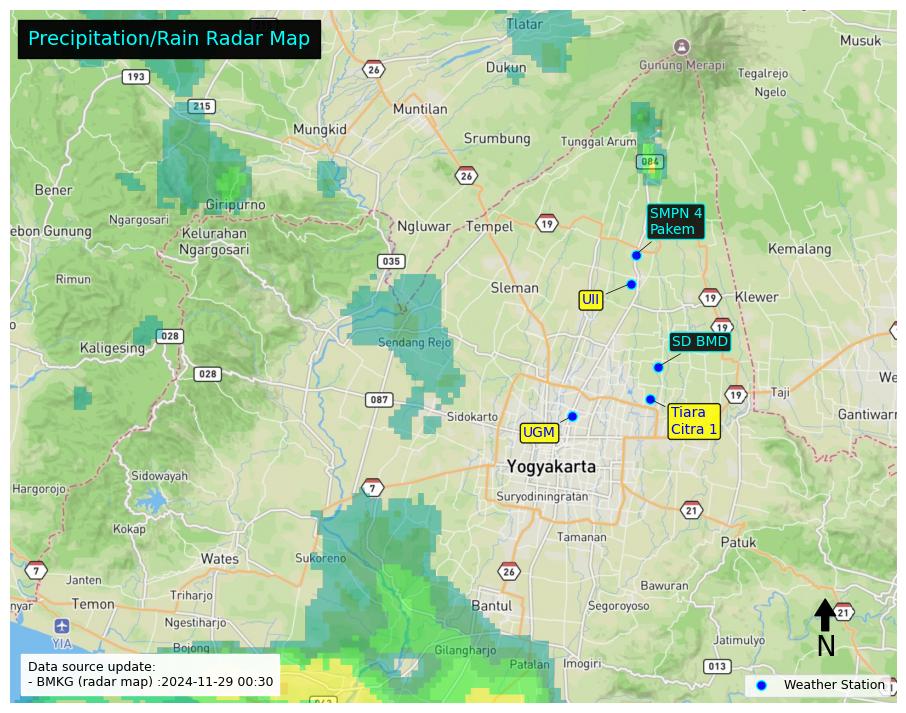 Precipitation/Rain Radar Map
Tlatar
Musuk
26
Dukun
Gunung Merapi
193
Tegalrejo
Ngelo
215
Muntilan
Mungkid
Srumbung
Tunggal Arum
084
26
Bener
Giripurno
SMPN 4
Pakem
Ngargosari
ebon Gunung
Kelurahan
Ngargosari
Ngluwar
Tempel
19
Kemalang
035
Rimun
Sleman
UII
19
Klewer
028
Kaligesing
Sendang Rejo
19
SD BMD
028
087
Sidokarto
19
Taji
We
Tiara
Citra 1
Gantiwarn
UGM
Yogyakarta
Sidowayah
Hargorojo
7
Suryodiningratan
21
Kokap
Tamanan
Patuk
Wates
Sukoreno
7
Janten
26
Bawuran
nyar
Temon
Triharjo
Bantul
Segoroyoso
21
Ngestiharjo
YIA
N
Jatimulyo
Bojong
Gilangharjo
Patalan
Imogiri
013
Data source update:
- BMKG (radar map) :2024-11-29 00:30
Weather Station